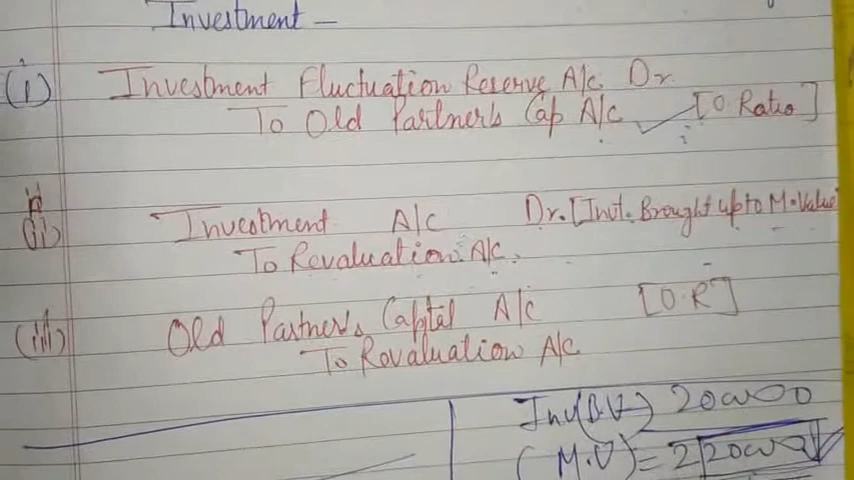 Investment -
(i) Investment Fluctuation Reserve A/c Dr.
To Old Partner's Cap A/c [O. Ratio]
(ii) Investment A/c Dr. [Invt. Brought up to M. Value
To Revaluation A/c.
(iii) Old Partner's Capital A/c [O.R]
To Revaluation A/c
Inv(B.V)
(M.V) =